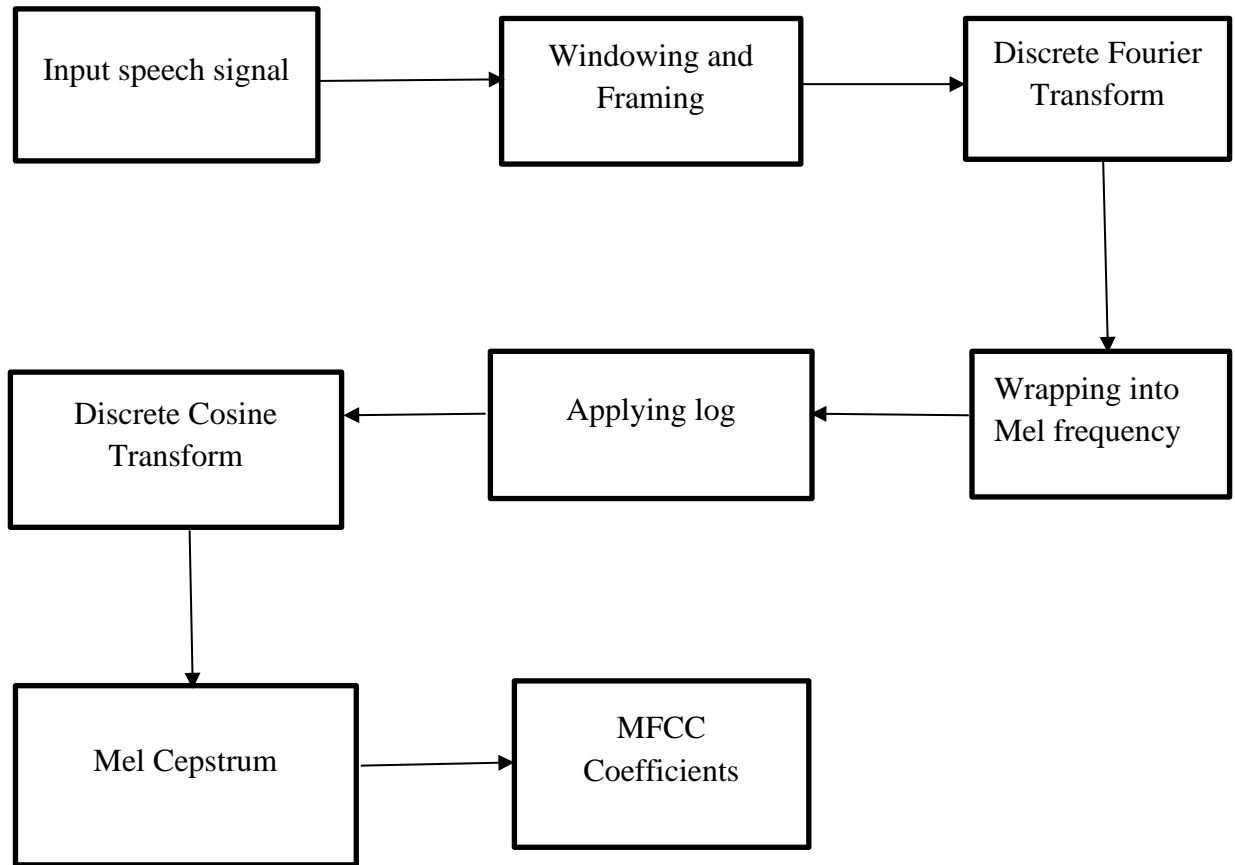 Input speech signal
Windowing and
Framing
Discrete Fourier
Transform
Wrapping into
Mel frequency
Applying log
Discrete Cosine
Transform
Mel Cepstrum
MFCC
Coefficients